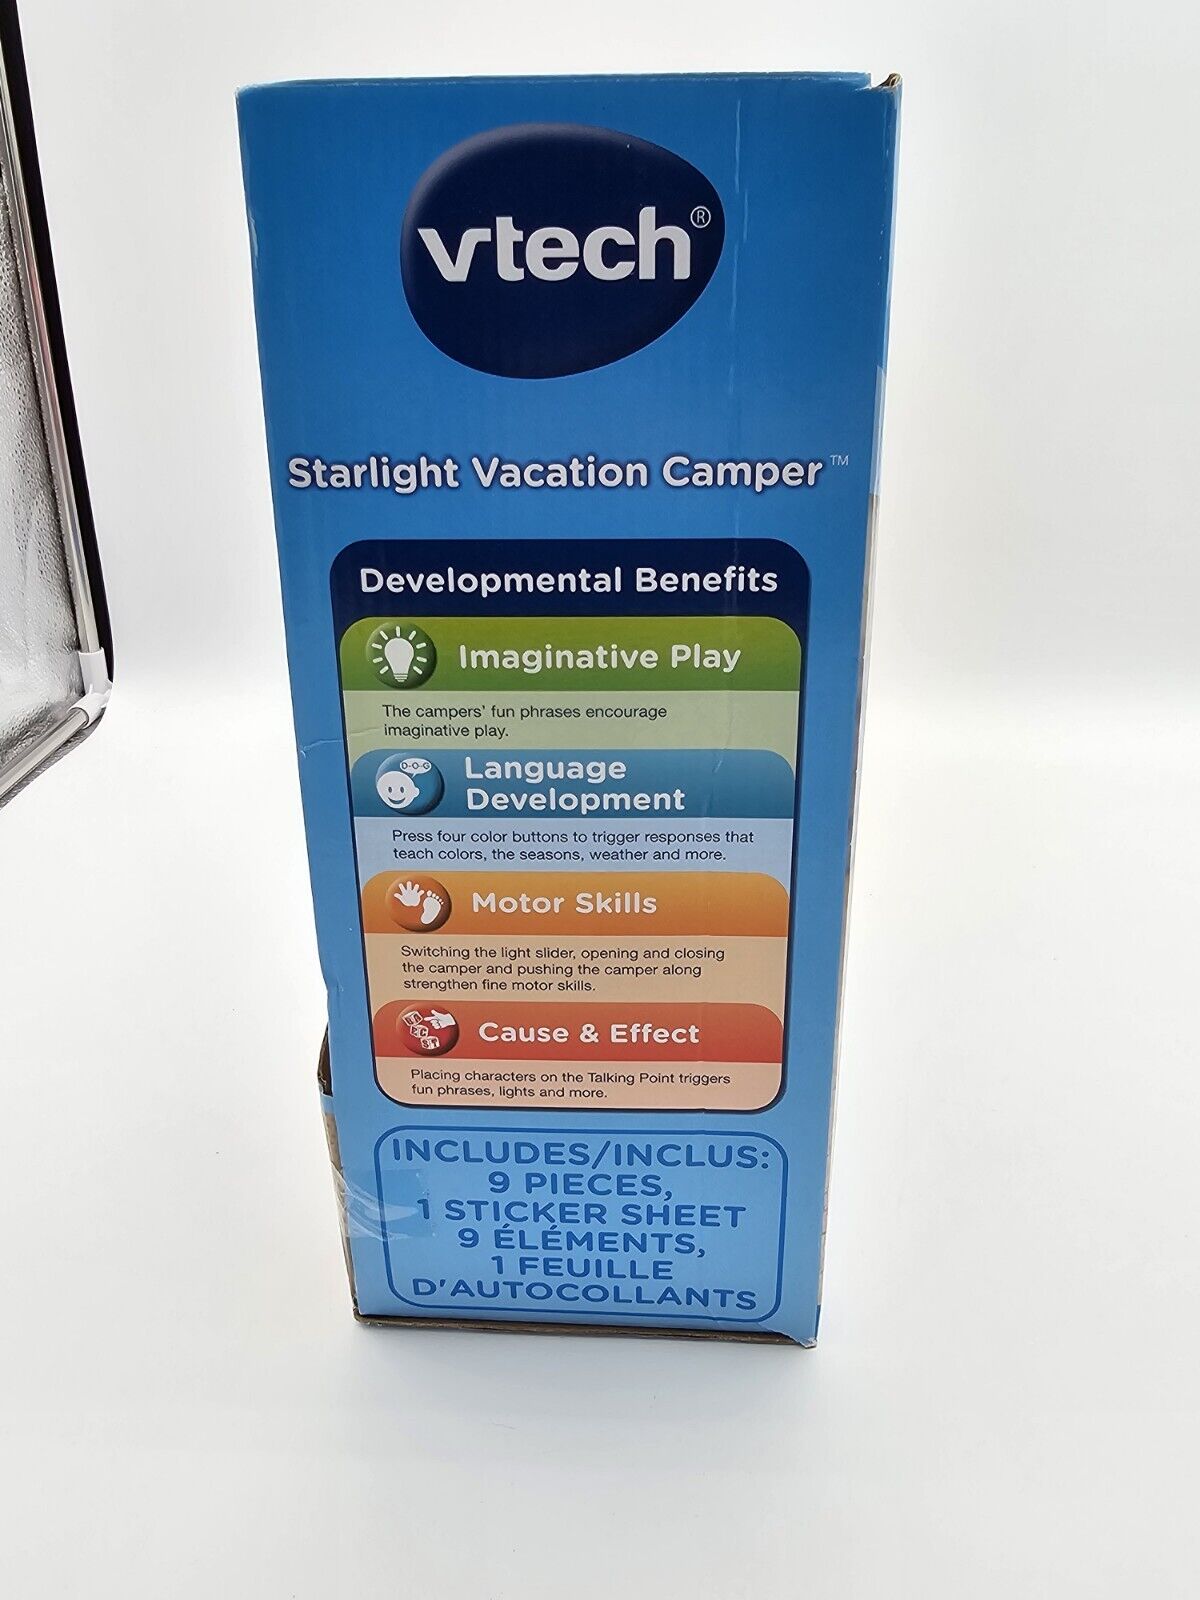 vtech®
Starlight Vacation Camper™
Developmental Benefits
Imaginative Play
The campers' fun phrases encourage
imaginative play.
D-O-G
Language
Development
Press four color buttons to trigger responses that
teach colors, the seasons, weather and more.
Motor Skills
Switching the light slider, opening and closing
the camper and pushing the camper along
strengthen fine motor skills.
Cause & Effect
Placing characters on the Talking Point triggers
fun phrases, lights and more.
INCLUDES/INCLUS:
9 PIECES,
1 STICKER SHEET
9 ÉLÉMENTS,
1 FEUILLE
D'AUTOCOLLANTS